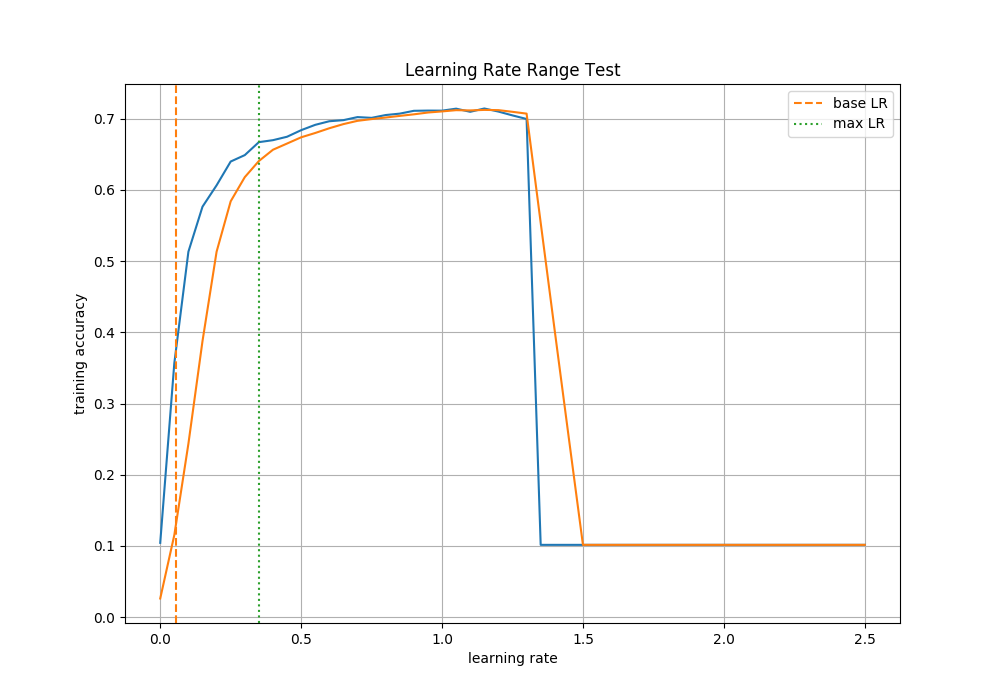 Learning Rate Range Test
base LR
max LR
training accuracy
0.7
0.6
0.5
0.4
0.3
0.2
0.1
0.0
0.0 0.5 1.0 1.5 2.0 2.5
learning rate